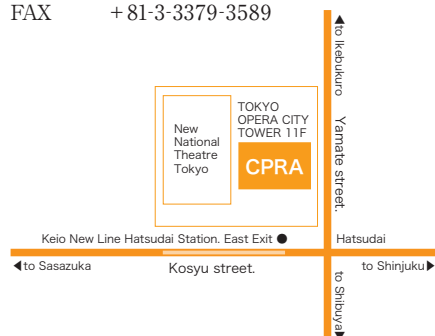 FAX +81-3-3379-3589
▲to Ikebukuro
Yamate street.
TOKYO
OPERA CITY
TOWER 11F
New
National
Theatre
Tokyo
CPRA
Keio New Line Hatsudai Station. East Exit ●
Hatsudai
◀to Sasazuka
Kosyu street.
to Shinjuku▶
to Shibuya▶